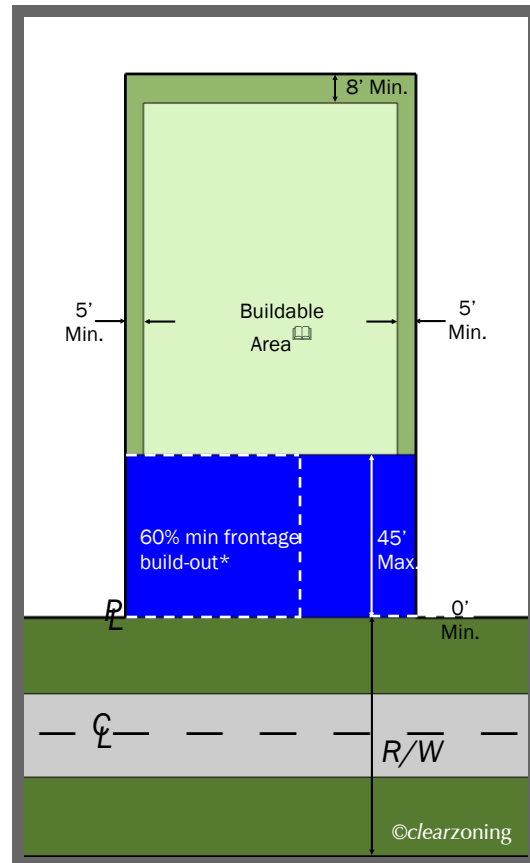 8' Min.
5'
Min.
Buildable
Area
5'
Min.
60% min frontage
build-out*
45'
Max.
PL
0'
Min.
CL
R/W
©clearzoning